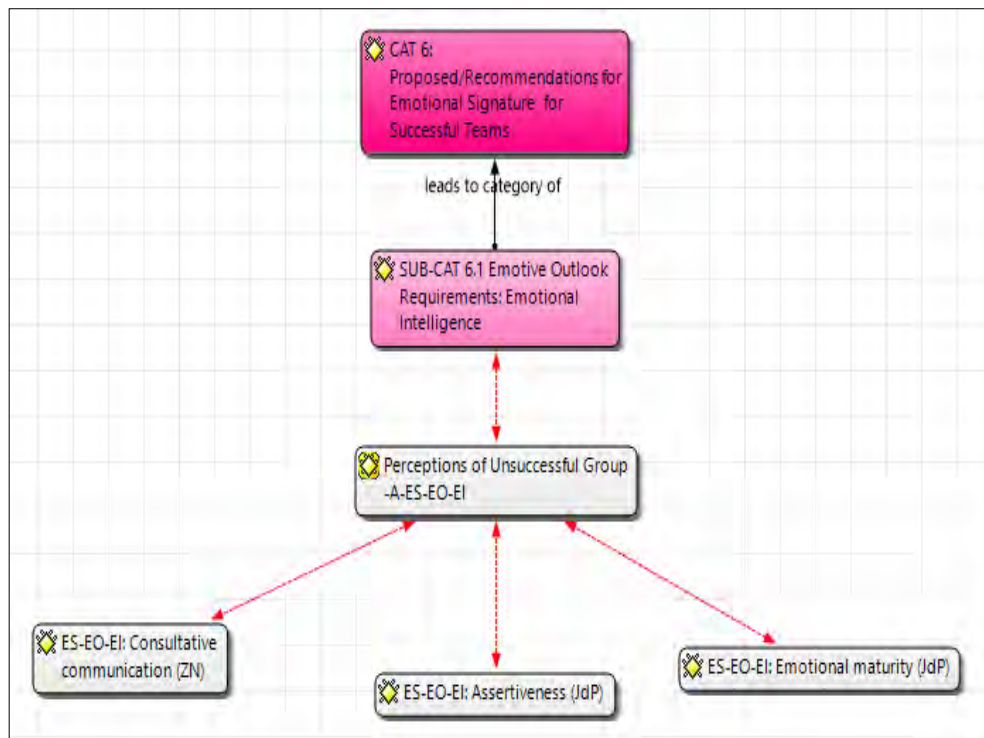 CAT 6:
Proposed/Recommendations for
Emotional Signature for
Successful Teams
leads to category of
SUB-CAT 6.1 Emotive Outlook
Requirements: Emotional
Intelligence
Perceptions of Unsuccessful Group
-A-ES-EO-EI
ES-EO-EI: Consultative
communication (ZN)
ES-EO-EI: Assertiveness (JdP)
ES-EO-EI: Emotional maturity (JdP)